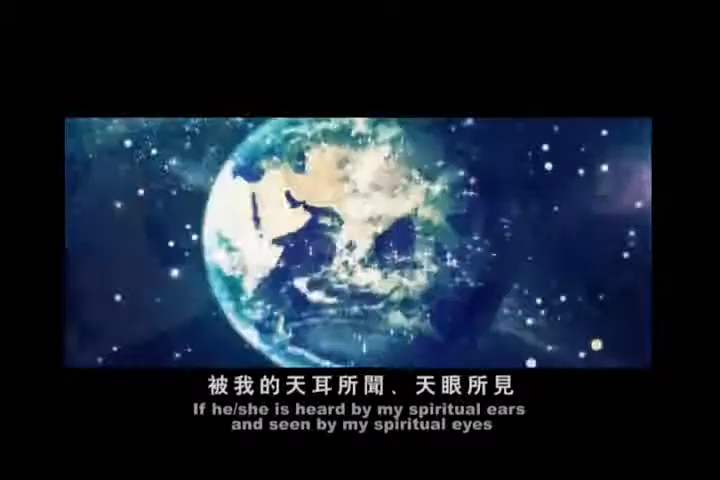 被我的天耳所聞、天眼所見
If he/she is heard by my spiritual ears
and seen by my spiritual eyes